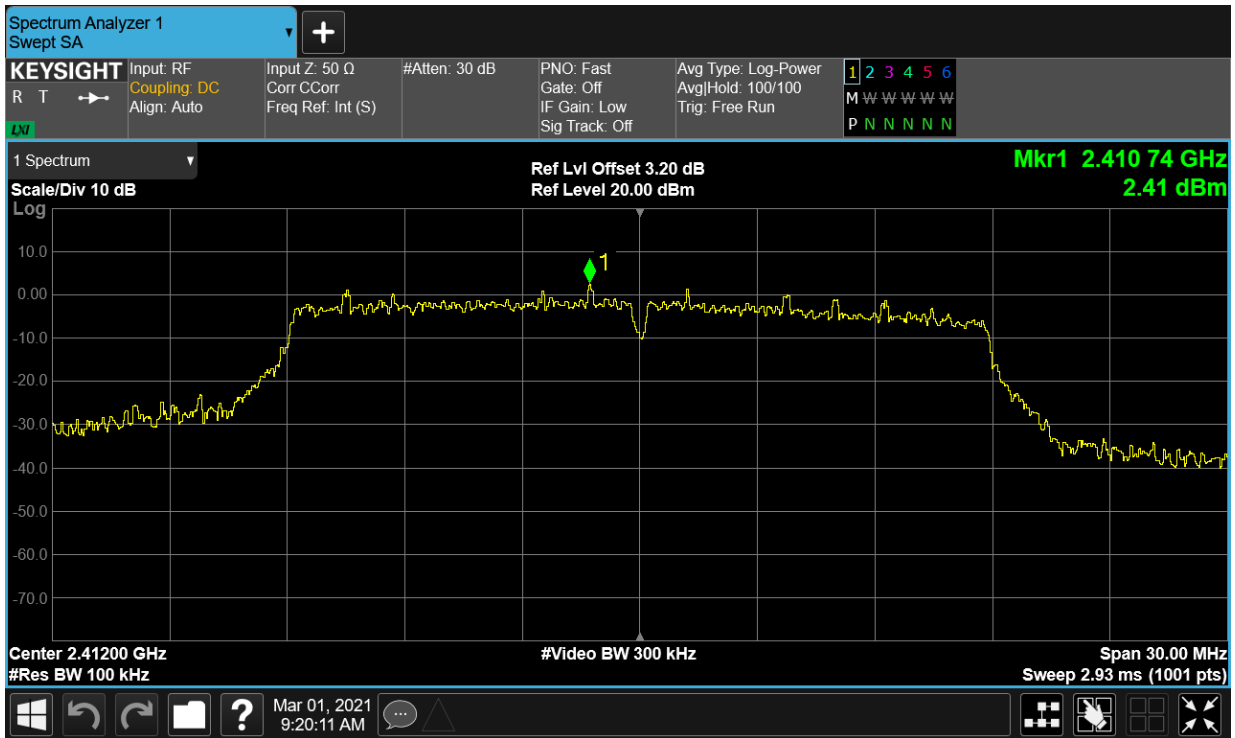 Spectrum Analyzer 1
Swept SA
▼
+
KEYSIGHT
R T
LXI
Input: RF
Coupling: DC
Align: Auto
Input Z: 50 Ω
Corr CCorr
Freq Ref: Int (S)
#Atten: 30 dB
PNO: Fast
Gate: Off
IF Gain: Low
Sig Track: Off
Avg Type: Log-Power
Avg|Hold: 100/100
Trig: Free Run
1 2 3 4 5 6
M W W W W W
P N N N N N
1 Spectrum ▼
Scale/Div 10 dB
Log
Ref Lvl Offset 3.20 dB
Ref Level 20.00 dBm
Mkr1 2.410 74 GHz
2.41 dBm
1
10.0
0.00
-10.0
-20.0
-30.0
-40.0
-50.0
-60.0
-70.0
Center 2.41200 GHz
#Res BW 100 kHz
#Video BW 300 kHz
Span 30.00 MHz
Sweep 2.93 ms (1001 pts)
?
Mar 01, 2021
9:20:11 AM
...